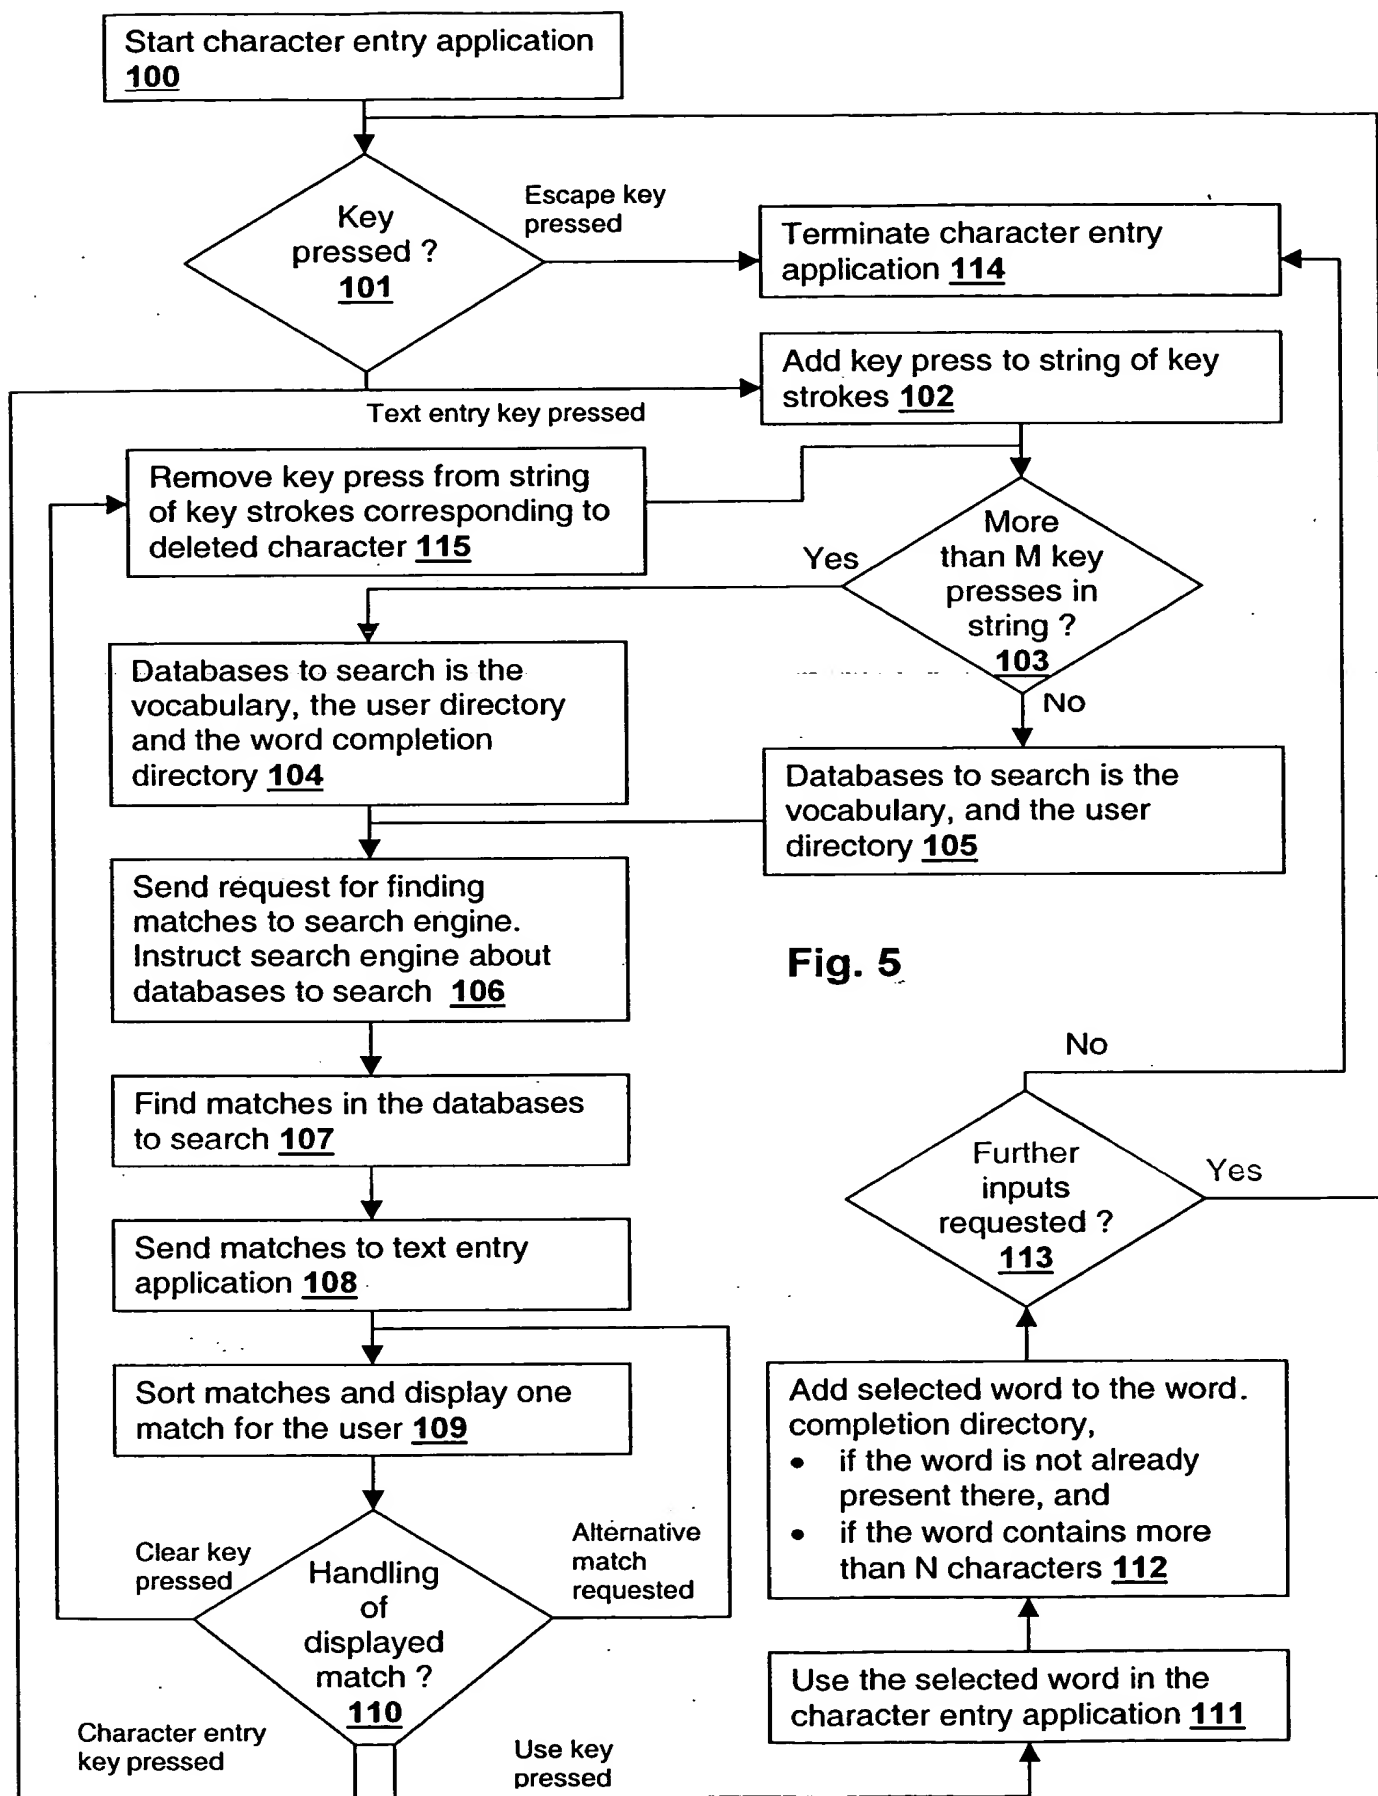 Start character entry application
100
Key
pressed ?
101
Escape key
pressed
Terminate character entry
application 114
Add key press to string of key
strokes 102
Text entry key pressed
Remove key press from string
of key strokes corresponding to
deleted character 115
More
than M key
presses in
string ?
103
Yes
No
Databases to search is the
vocabulary, the user directory
and the word completion
directory 104
Databases to search is the
vocabulary, and the user
directory 105
Send request for finding
matches to search engine.
Instruct search engine about
databases to search 106
Fig. 5
Find matches in the databases
to search 107
No
Further
inputs
requested ?
113
Yes
Send matches to text entry
application 108
Sort matches and display one
match for the user 109
Add selected word to the word.
completion directory,
• if the word is not already
present there, and
• if the word contains more
than N characters 112
Clear key
pressed
Handling
of
displayed
match ?
110
Alternative
match
requested
Use the selected word in the
character entry application 111
Character entry
key pressed
Use key
pressed